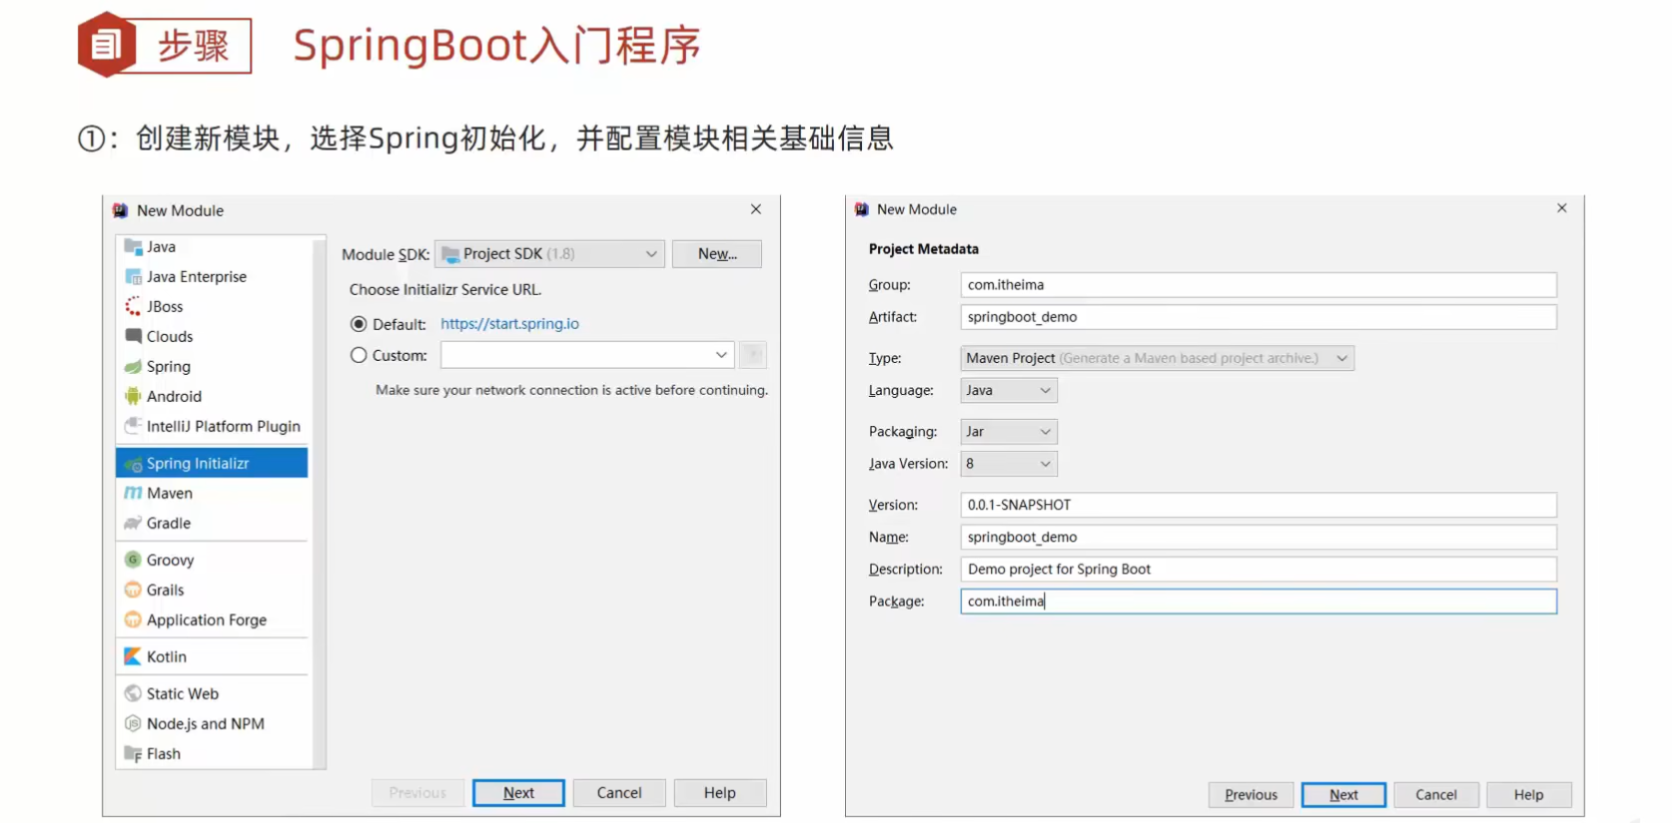 步骤
SpringBoot入门程序
①：创建新模块，选择Spring初始化，并配置模块相关基础信息
New Module
Java
Java Enterprise
JBoss
Clouds
Spring
Android
IntelliJ Platform Plugin
Spring Initializr
Maven
Gradle
Groovy
Grails
Application Forge
Kotlin
Static Web
Node.js and NPM
Flash
Module SDK: Project SDK (1.8) New...
Choose Initializr Service URL.
Default: https://start.spring.io
Custom:
Make sure your network connection is active before continuing.
Previous Next Cancel Help
New Module
Project Metadata
Group: com.itheima
Artifact: springboot_demo
Type: Maven Project (Generate a Maven based project archive.)
Language: Java
Packaging: Jar
Java Version: 8
Version: 0.0.1-SNAPSHOT
Name: springboot_demo
Description: Demo project for Spring Boot
Package: com.itheima
Previous Next Cancel Help